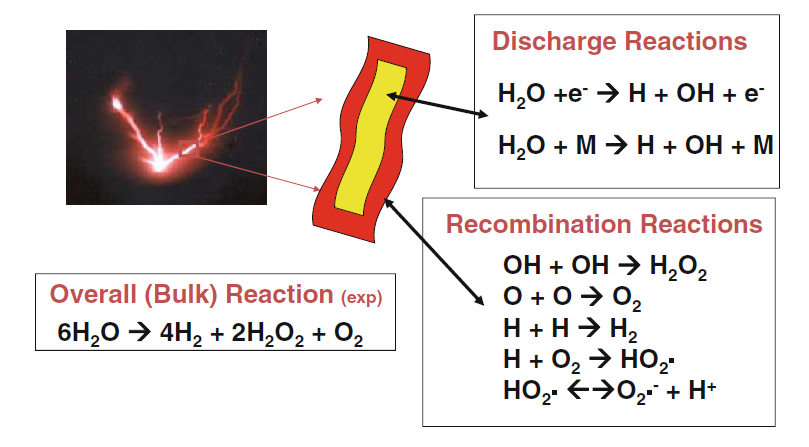 Discharge Reactions
H₂O +e⁻ → H + OH + e⁻
H₂O + M → H + OH + M
Recombination Reactions
OH + OH → H₂O₂
O + O → O₂
H + H → H₂
H + O₂ → HO₂▪
HO₂▪ ←→O₂▪⁻ + H⁺
Overall (Bulk) Reaction (exp)
6H₂O → 4H₂ + 2H₂O₂ + O₂